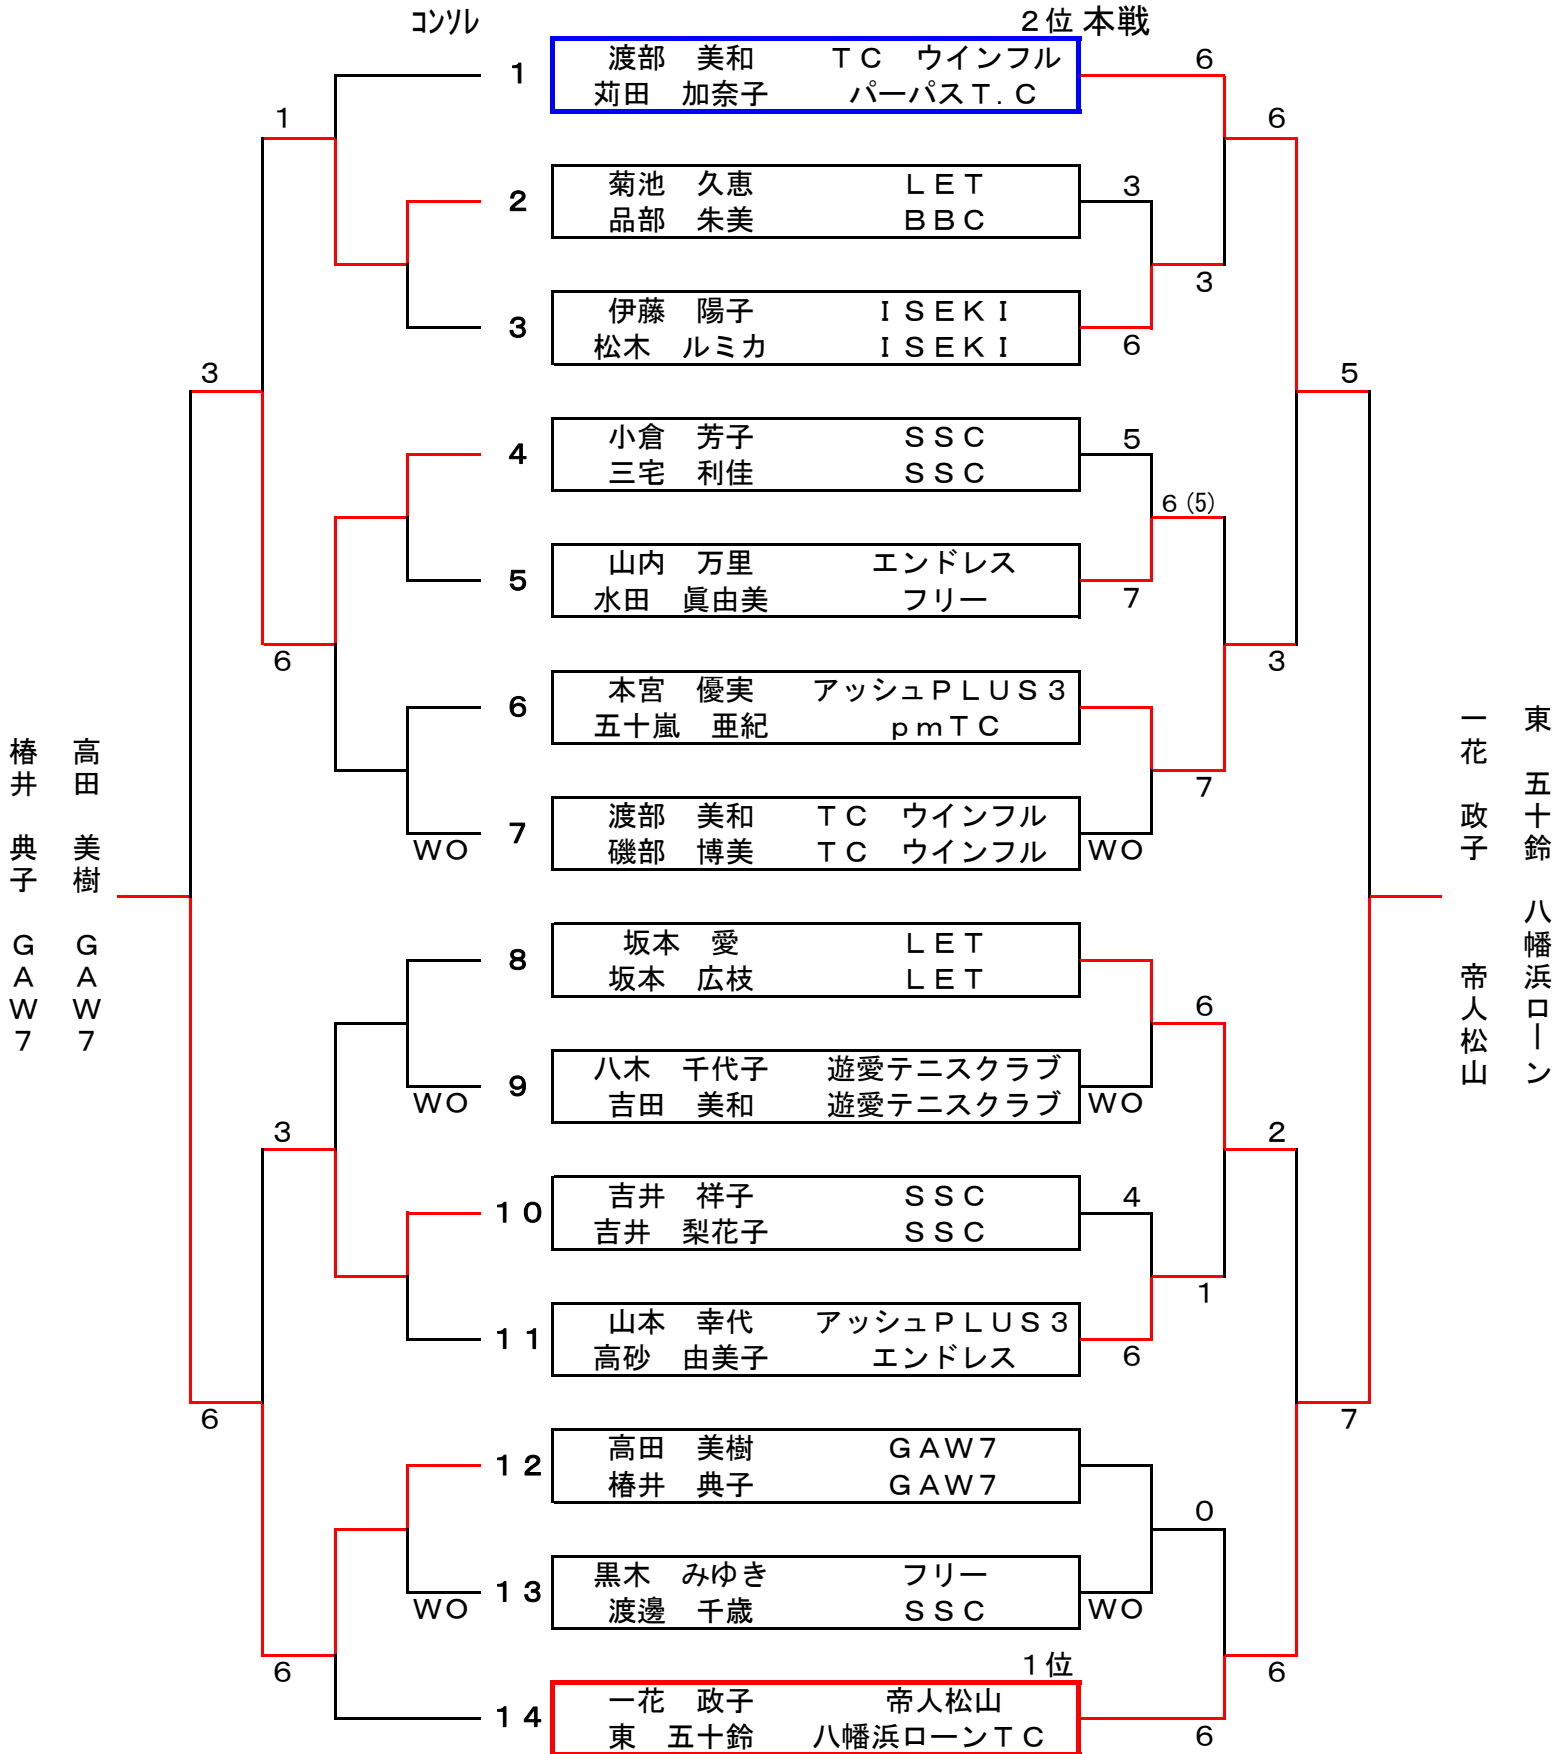 コンソル ２位 本戦
1 渡部　美和 ＴＣ　ウインフル 6
苅田　加奈子 パーパスＴ．Ｃ
1 6
2 菊池　久恵 ＬＥＴ 3
品部　朱美 ＢＢＣ
3
3 伊藤　陽子 ＩＳＥＫＩ
松木　ルミカ ＩＳＥＫＩ 6
3 5
4 小倉　芳子 ＳＳＣ 5
三宅　利佳 ＳＳＣ
6 (5)
5 山内　万里 エンドレス
水田　眞由美 フリー 7
6 3
6 本宮　優実 アッシュＰＬＵＳ３
五十嵐　亜紀 ｐｍＴＣ
7
7 渡部　美和 ＴＣ　ウインフル
WO 磯部　博美 ＴＣ　ウインフル WO
高田　美樹　ＧＡＷ７
椿井　典子　ＧＡＷ７
東　五十鈴　八幡浜ローン
一花　政子　　　帝人松山
8 坂本　愛 ＬＥＴ
坂本　広枝 ＬＥＴ
6
9 八木　千代子 遊愛テニスクラブ
WO 吉田　美和 遊愛テニスクラブ WO
3 2
10 吉井　祥子 ＳＳＣ 4
吉井　梨花子 ＳＳＣ
1
11 山本　幸代 アッシュＰＬＵＳ３
高砂　由美子 エンドレス 6
6 7
12 高田　美樹 ＧＡＷ７
椿井　典子 ＧＡＷ７
0
13 黒木　みゆき フリー
WO 渡邊　千歳 ＳＳＣ WO
１位
6 6
14 一花　政子 帝人松山
東　五十鈴 八幡浜ローンＴＣ 6